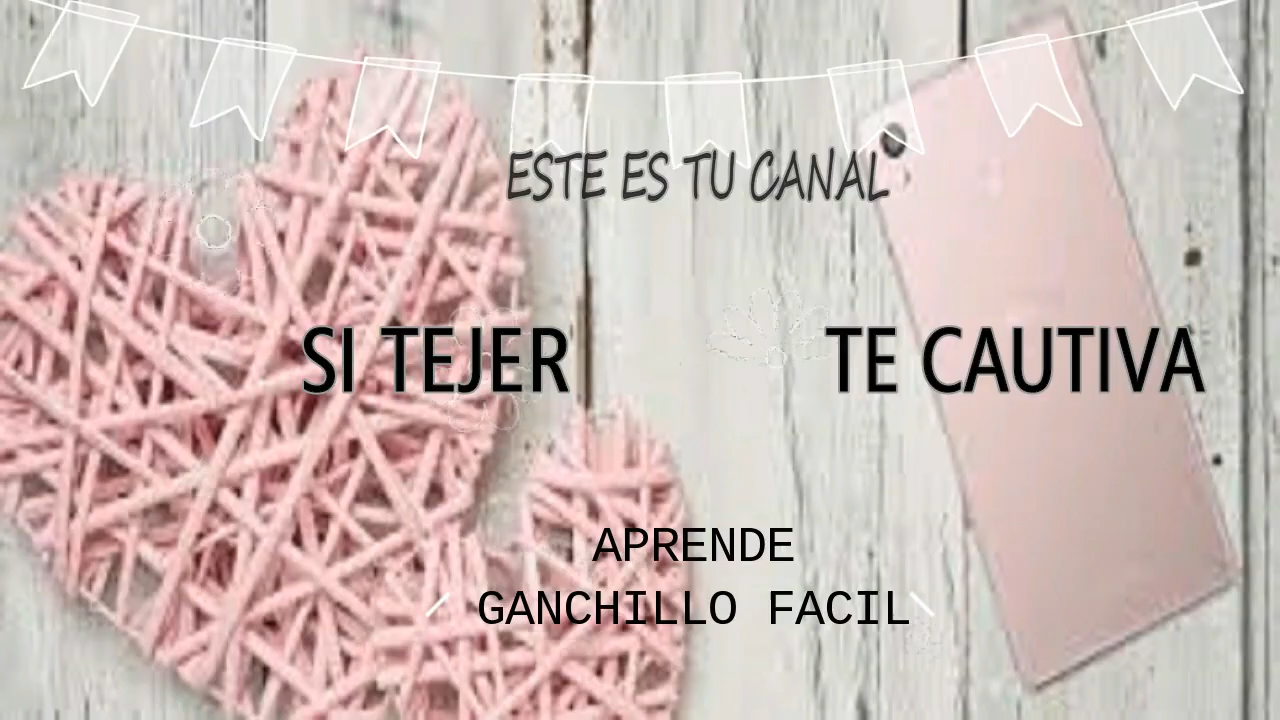 ESTE ES TU CANAL
SI TEJER TE CAUTIVA
APRENDE
GANCHILLO FACIL